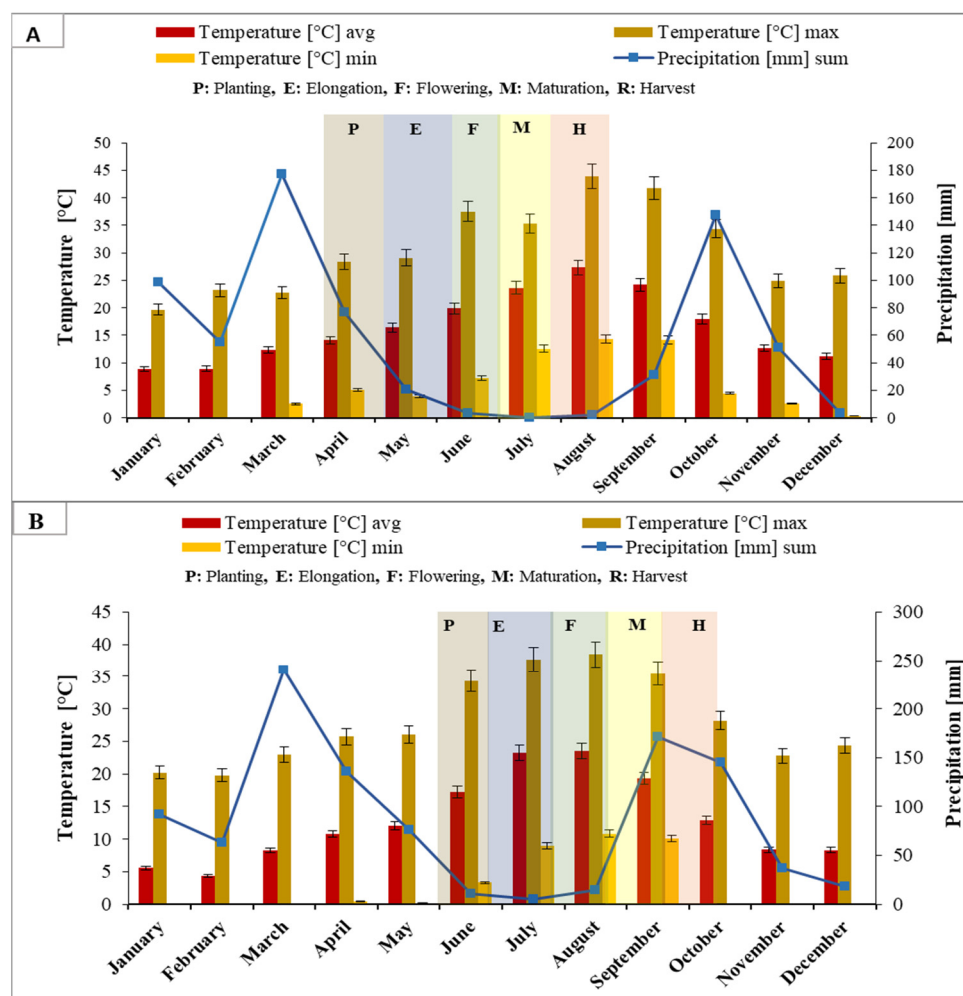 A
Temperature [°C] avg Temperature [°C] max
Temperature [°C] min Precipitation [mm] sum
P: Planting, E: Elongation, F: Flowering, M: Maturation, R: Harvest
P E F M H
50 200
45 180
40 160
35 140
30 120
25 100
20 80
15 60
10 40
5 20
0 0
Temperature [°C]
Precipitation [mm]
January February March April May June July August September October November December
B
Temperature [°C] avg Temperature [°C] max
Temperature [°C] min Precipitation [mm] sum
P: Planting, E: Elongation, F: Flowering, M: Maturation, R: Harvest
P E F M H
45 300
40
35 250
30 200
25
20 150
15 100
10
5 50
0 0
Temperature [°C]
Precipitation [mm]
January February March April May June July August September October November December